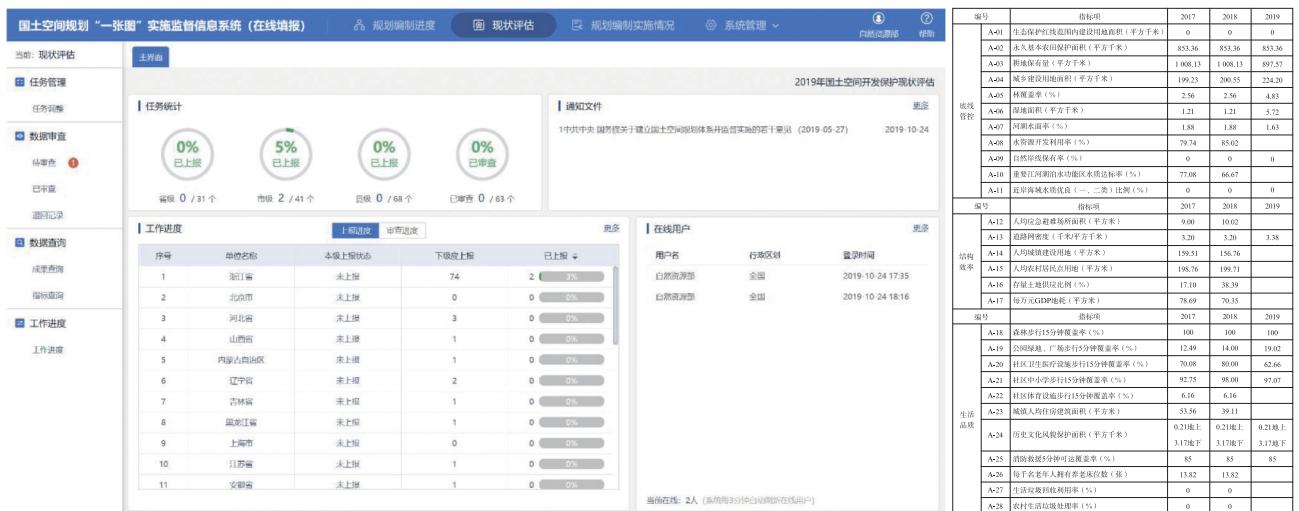 国土空间规划“一张图”实施监督信息系统（在线填报）
规划编制进度
现状评估
规划编制实施情况
系统管理
自然资源部
帮助
当前: 现状评估
任务管理
任务调整
数据审查
待审查 1
已审查
退回记录
数据查询
成果查询
指标查询
工作进度
工作进度
主界面
2019年国土空间开发保护现状评估
任务统计
0% 已上报
5% 已上报
0% 已上报
0% 已审查
省级 0 / 31 个
市级 2 / 41 个
县级 0 / 68 个
已审查 0 / 63 个
通知文件 更多
1中共中央 国务院关于建立国土空间规划体系并监督实施的若干意见 (2019-05-27) 2019-10-24
工作进度 上报进度 审查进度 更多
序号 单位名称 本级上报状态 下级应上报 已上报
1 浙江省 未上报 74 2 3%
2 北京市 未上报 0 0 0%
3 河北省 未上报 3 0 0%
4 山西省 未上报 1 0 0%
5 内蒙古自治区 未上报 1 0 0%
6 辽宁省 未上报 2 0 0%
7 吉林省 未上报 1 0 0%
8 黑龙江省 未上报 1 0 0%
9 上海市 未上报 0 0 0%
10 江苏省 未上报 1 0 0%
11 安徽省 未上报 1 0 0%
在线用户 更多
用户名 行政区划 登录时间
自然资源部 全国 2019-10-24 17:35
自然资源部 全国 2019-10-24 18:16
当前在线: 2人 (系统每3分钟自动刷新在线用户)
编号 指标项 2017 2018 2019
底线管控
A-01 生态保护红线范围内建设用地面积（平方千米） 0 0 0
A-02 永久基本农田保护面积（平方千米） 853.36 853.36 853.36
A-03 耕地保有量（平方千米） 1 008.13 1 008.13 897.57
A-04 城乡建设用地面积（平方千米） 199.23 200.55 224.20
A-05 林覆盖率（%） 2.56 2.56 4.83
A-06 湿地面积（平方千米） 1.21 1.21 5.72
A-07 河湖水面率（%） 1.88 1.88 1.63
A-08 水资源开发利用率（%） 79.74 85.02
A-09 自然岸线保有率（%） 0 0 0
A-10 重要江河湖泊水功能区水质达标率（%） 77.08 66.67
A-11 近岸海域水质优良（一、二类）比例（%） 0 0 0
编号 指标项 2017 2018 2019
结构效率
A-12 人均应急避难场所面积（平方米） 9.00 10.02
A-13 道路网密度（千米/平方千米） 3.20 3.20 3.38
A-14 人均城镇建设用地（平方米） 159.51 156.76
A-15 人均农村居民点用地（平方米） 198.76 199.71
A-16 存量土地供应比例（%） 17.10 38.39
A-17 每万元GDP地耗（平方米） 78.69 70.35
编号 指标项 2017 2018 2019
生活品质
A-18 森林步行15分钟覆盖率（%） 100 100 100
A-19 公园绿地、广场步行5分钟覆盖率（%） 12.49 14.00 19.02
A-20 社区卫生医疗设施步行15分钟覆盖率（%） 70.08 80.00 62.66
A-21 社区中小学步行15分钟覆盖率（%） 92.75 98.00 97.07
A-22 社区体育设施步行15分钟覆盖率（%） 6.16 6.16
A-23 城镇人均住房建筑面积（平方米） 53.56 39.11
A-24 历史文化风貌保护面积（平方千米） 0.21地上 3.17地下 0.21地上 3.17地下 0.21地上 3.17地下
A-25 消防救援5分钟可达覆盖率（%） 85 85 85
A-26 每千名老年人拥有养老床位数（张） 13.82 13.82
A-27 生活垃圾回收利用率（%） 0 0
A-28 农村生活垃圾处理率（%） 0 0